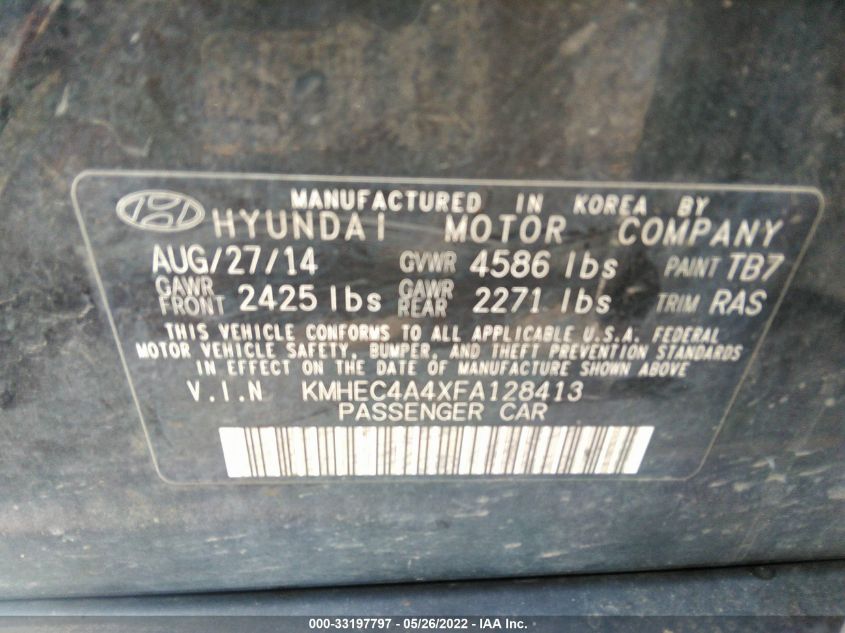 MANUFACTURED IN KOREA BY
HYUNDAI MOTOR COMPANY
AUG/27/14 GVWR 4586 lbs PAINT TB7
GAWR FRONT 2425 lbs GAWR REAR 2271 lbs TRIM RAS
THIS VEHICLE CONFORMS TO ALL APPLICABLE U.S.A. FEDERAL
MOTOR VEHICLE SAFETY, BUMPER, AND THEFT PREVENTION STANDARDS
IN EFFECT ON THE DATE OF MANUFACTURE SHOWN ABOVE
V.I.N KMHEC4A4XFA128413
PASSENGER CAR
000-33197797 - 05/26/2022 - IAA Inc.